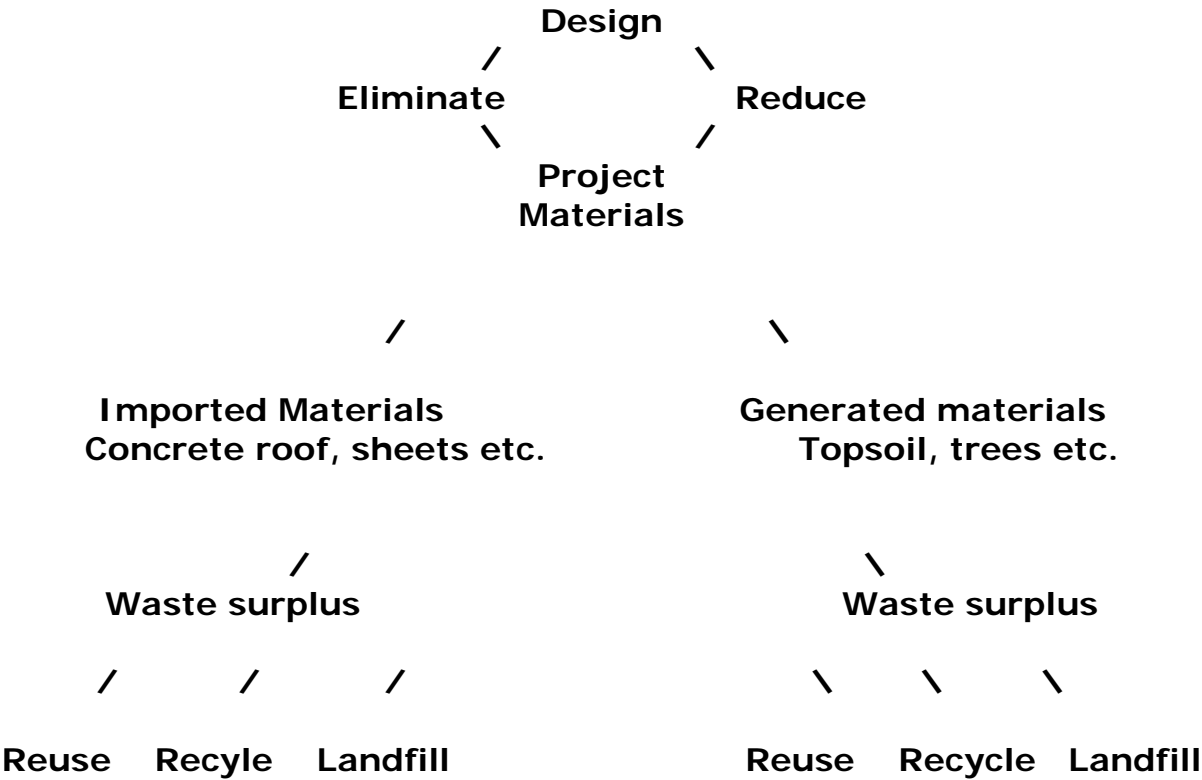 Design
/ \
Eliminate Reduce
\ /
Project
Materials
/ \
Imported Materials Generated materials
Concrete roof, sheets etc. Topsoil, trees etc.
/ \
Waste surplus Waste surplus
/ / / \ \ \
Reuse Recyle Landfill Reuse Recycle Landfill